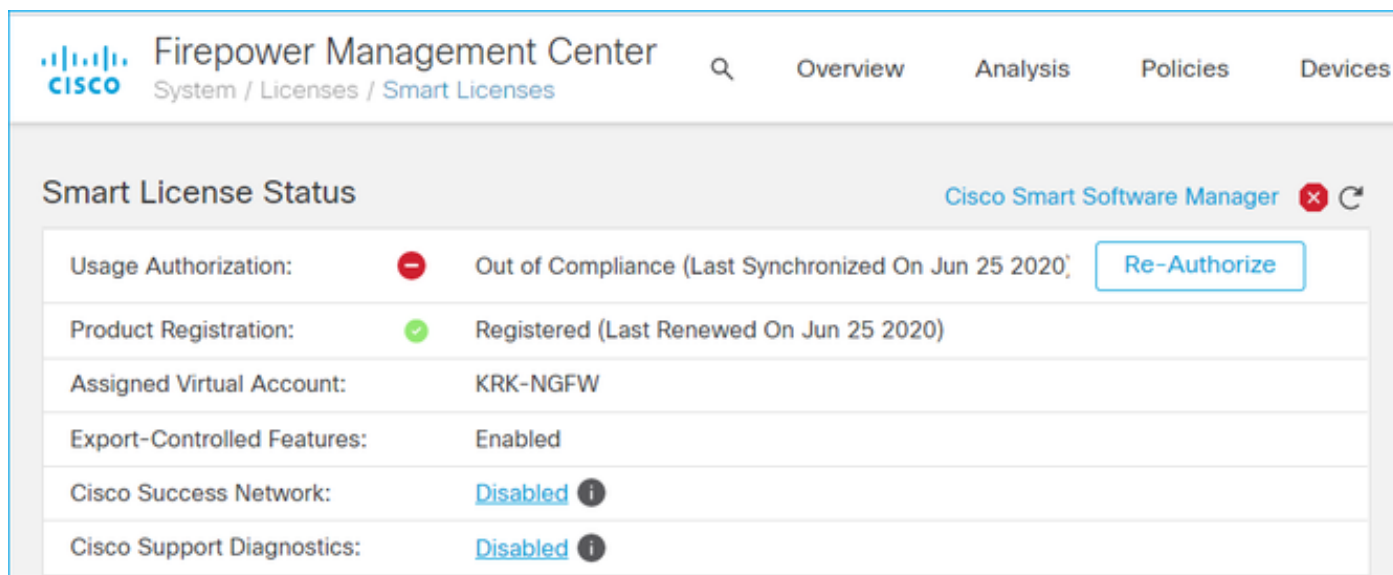 CISCO
Firepower Management Center
System / Licenses / Smart Licenses
Overview Analysis Policies Devices
Smart License Status
Cisco Smart Software Manager
Usage Authorization: Out of Compliance (Last Synchronized On Jun 25 2020) Re-Authorize
Product Registration: Registered (Last Renewed On Jun 25 2020)
Assigned Virtual Account: KRK-NGFW
Export-Controlled Features: Enabled
Cisco Success Network: Disabled
Cisco Support Diagnostics: Disabled